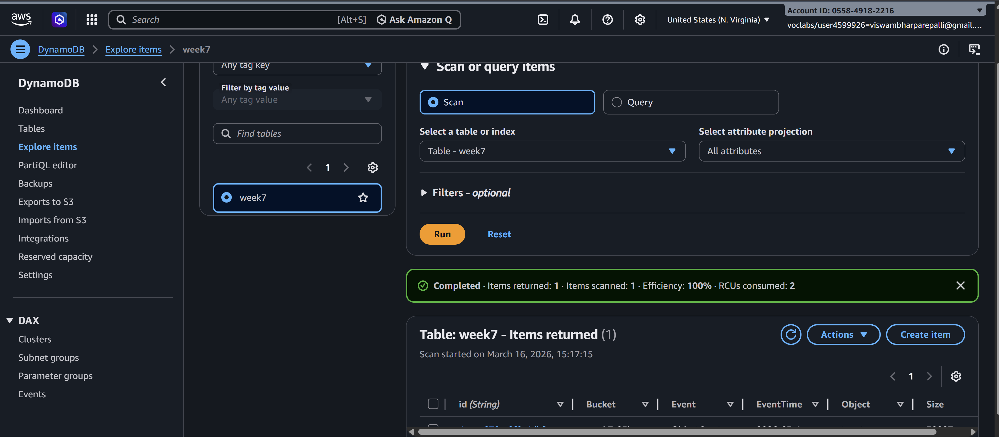 aws
Search
[Alt+S]
Ask Amazon Q
United States (N. Virginia)
Account ID: 0558-4918-2216
voclabs/user4599926=viswambharparepalli@gmail....
DynamoDB
Explore items
week7
DynamoDB
Dashboard
Tables
Explore items
PartiQL editor
Backups
Exports to S3
Imports from S3
Integrations
Reserved capacity
Settings
DAX
Clusters
Subnet groups
Parameter groups
Events
Any tag key
Filter by tag value
Any tag value
Find tables
1
week7
Scan or query items
Scan
Query
Select a table or index
Table - week7
Select attribute projection
All attributes
Filters - optional
Run
Reset
Completed · Items returned: 1 · Items scanned: 1 · Efficiency: 100% · RCUs consumed: 2
Table: week7 - Items returned (1)
Actions
Create item
Scan started on March 16, 2026, 15:17:15
1
id (String)
Bucket
Event
EventTime
Object
Size